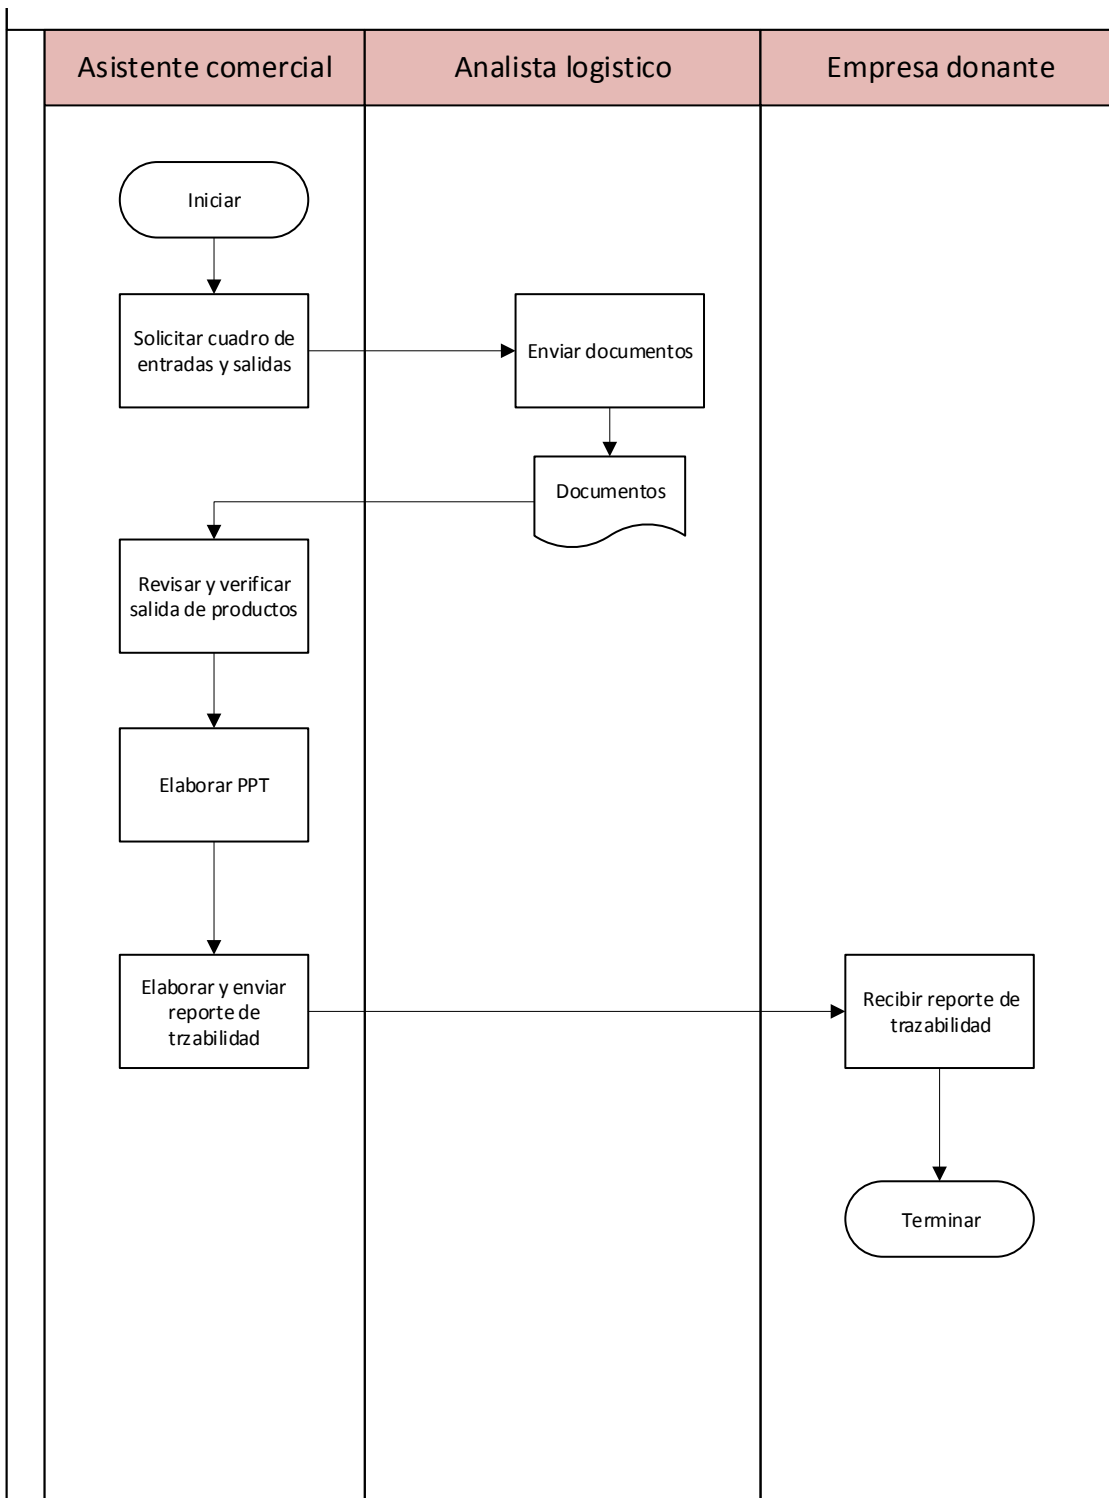 Asistente comercial
Analista logistico
Empresa donante
Iniciar
Solicitar cuadro de
entradas y salidas
Enviar documentos
Documentos
Revisar y verificar
salida de productos
Elaborar PPT
Elaborar y enviar
reporte de
trzabilidad
Recibir reporte de
trazabilidad
Terminar